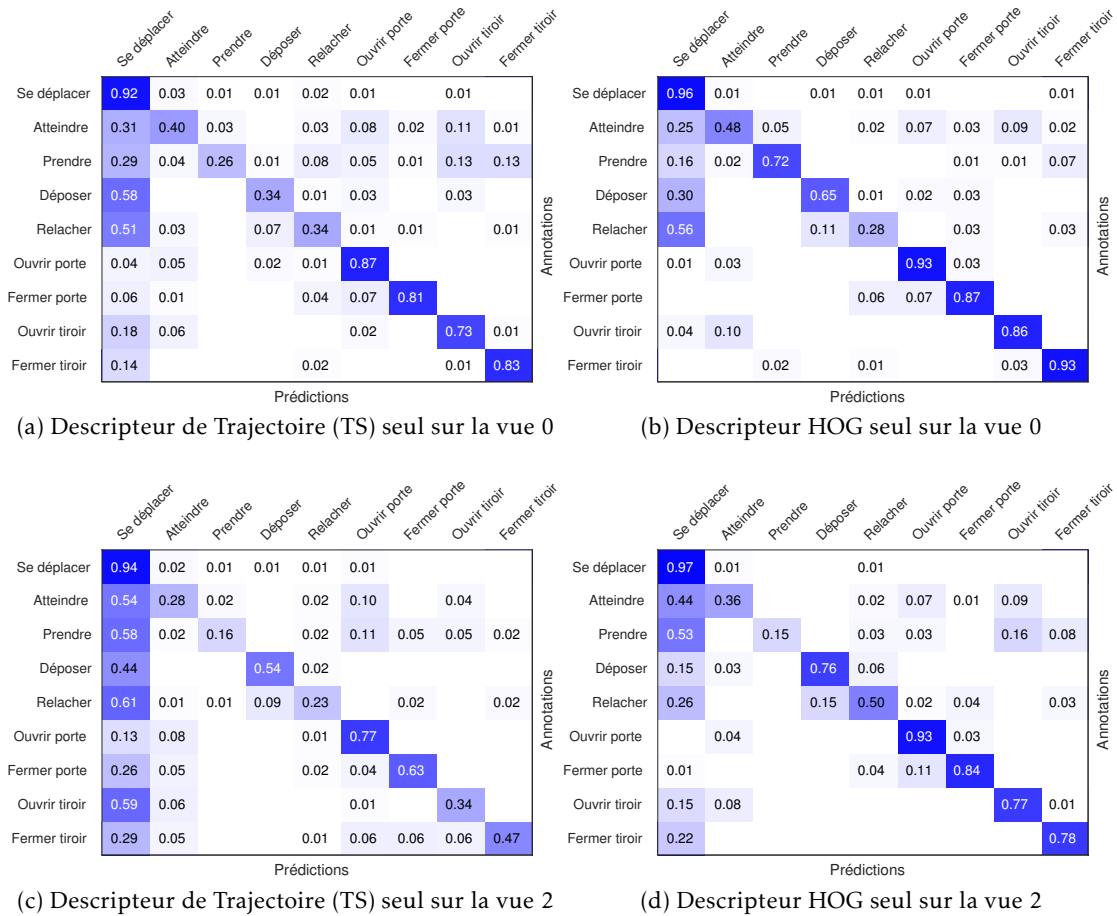 Se déplacer Atteindre Prendre Déposer Relacher Ouvrir porte Fermer porte Ouvrir tiroir Fermer tiroir
Se déplacer 0.92 0.03 0.01 0.01 0.02 0.01 0.01
Atteindre 0.31 0.40 0.03 0.03 0.08 0.02 0.11 0.01
Prendre 0.29 0.04 0.26 0.01 0.08 0.05 0.01 0.13 0.13
Déposer 0.58 0.34 0.01 0.03 0.03
Relacher 0.51 0.03 0.07 0.34 0.01 0.01 0.01
Ouvrir porte 0.04 0.05 0.02 0.01 0.87
Fermer porte 0.06 0.01 0.04 0.07 0.81
Ouvrir tiroir 0.18 0.06 0.02 0.73 0.01
Fermer tiroir 0.14 0.02 0.01 0.83
Annotations
Prédictions
(a) Descripteur de Trajectoire (TS) seul sur la vue 0
Se déplacer Atteindre Prendre Déposer Relacher Ouvrir porte Fermer porte Ouvrir tiroir Fermer tiroir
Se déplacer 0.96 0.01 0.01 0.01 0.01 0.01
Atteindre 0.25 0.48 0.05 0.02 0.07 0.03 0.09 0.02
Prendre 0.16 0.02 0.72 0.01 0.01 0.07
Déposer 0.30 0.65 0.01 0.02 0.03
Relacher 0.56 0.11 0.28 0.03 0.03
Ouvrir porte 0.01 0.03 0.93 0.03
Fermer porte 0.06 0.07 0.87
Ouvrir tiroir 0.04 0.10 0.86
Fermer tiroir 0.02 0.01 0.03 0.93
Annotations
Prédictions
(b) Descripteur HOG seul sur la vue 0
Se déplacer Atteindre Prendre Déposer Relacher Ouvrir porte Fermer porte Ouvrir tiroir Fermer tiroir
Se déplacer 0.94 0.02 0.01 0.01 0.01 0.01
Atteindre 0.54 0.28 0.02 0.02 0.10 0.04
Prendre 0.58 0.02 0.16 0.02 0.11 0.05 0.05 0.02
Déposer 0.44 0.54 0.02
Relacher 0.61 0.01 0.01 0.09 0.23 0.02 0.02
Ouvrir porte 0.13 0.08 0.01 0.77
Fermer porte 0.26 0.05 0.02 0.04 0.63
Ouvrir tiroir 0.59 0.06 0.01 0.34
Fermer tiroir 0.29 0.05 0.01 0.06 0.06 0.06 0.47
Annotations
Prédictions
(c) Descripteur de Trajectoire (TS) seul sur la vue 2
Se déplacer Atteindre Prendre Déposer Relacher Ouvrir porte Fermer porte Ouvrir tiroir Fermer tiroir
Se déplacer 0.97 0.01 0.01
Atteindre 0.44 0.36 0.02 0.07 0.01 0.09
Prendre 0.53 0.15 0.03 0.03 0.16 0.08
Déposer 0.15 0.03 0.76 0.06
Relacher 0.26 0.15 0.50 0.02 0.04 0.03
Ouvrir porte 0.04 0.93 0.03
Fermer porte 0.01 0.04 0.11 0.84
Ouvrir tiroir 0.15 0.08 0.77 0.01
Fermer tiroir 0.22 0.78
Annotations
Prédictions
(d) Descripteur HOG seul sur la vue 2